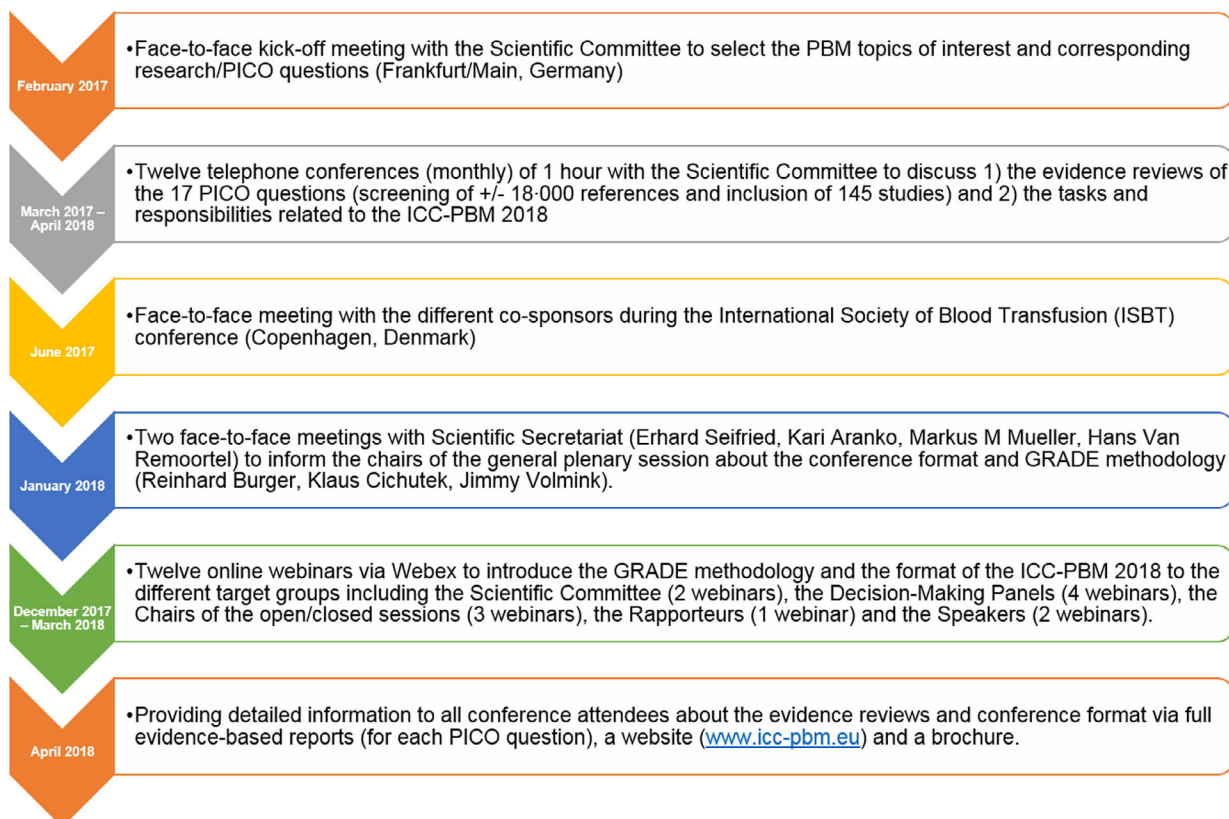 February 2017
•Face-to-face kick-off meeting with the Scientific Committee to select the PBM topics of interest and corresponding
research/PICO questions (Frankfurt/Main, Germany)
March 2017 –
April 2018
•Twelve telephone conferences (monthly) of 1 hour with the Scientific Committee to discuss 1) the evidence reviews of
the 17 PICO questions (screening of +/- 18·000 references and inclusion of 145 studies) and 2) the tasks and
responsibilities related to the ICC-PBM 2018
June 2017
•Face-to-face meeting with the different co-sponsors during the International Society of Blood Transfusion (ISBT)
conference (Copenhagen, Denmark)
January 2018
•Two face-to-face meetings with Scientific Secretariat (Erhard Seifried, Kari Aranko, Markus M Mueller, Hans Van
Remoortel) to inform the chairs of the general plenary session about the conference format and GRADE methodology
(Reinhard Burger, Klaus Cichutek, Jimmy Volmink).
December 2017
– March 2018
•Twelve online webinars via Webex to introduce the GRADE methodology and the format of the ICC-PBM 2018 to the
different target groups including the Scientific Committee (2 webinars), the Decision-Making Panels (4 webinars), the
Chairs of the open/closed sessions (3 webinars), the Rapporteurs (1 webinar) and the Speakers (2 webinars).
April 2018
•Providing detailed information to all conference attendees about the evidence reviews and conference format via full
evidence-based reports (for each PICO question), a website (www.icc-pbm.eu) and a brochure.